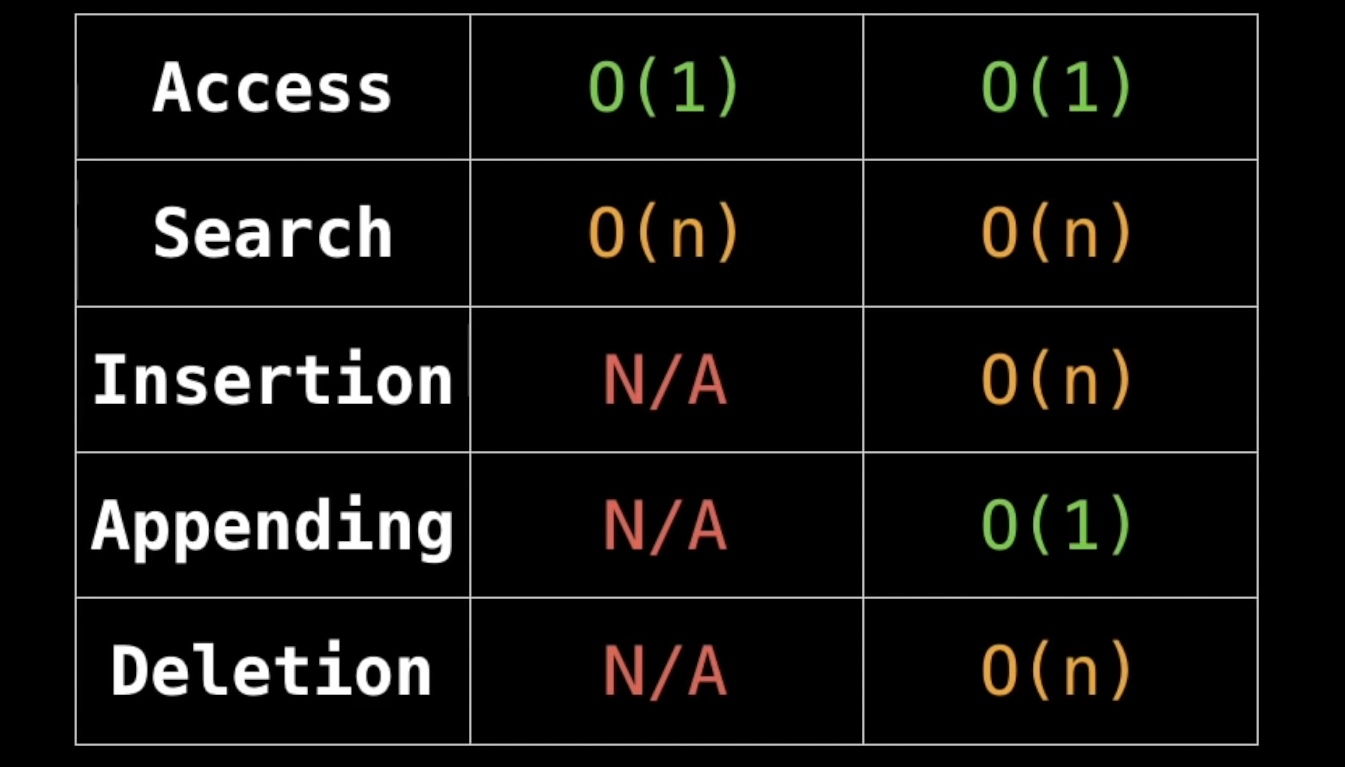 Access O(1) O(1)
Search O(n) O(n)
Insertion N/A O(n)
Appending N/A O(1)
Deletion N/A O(n)